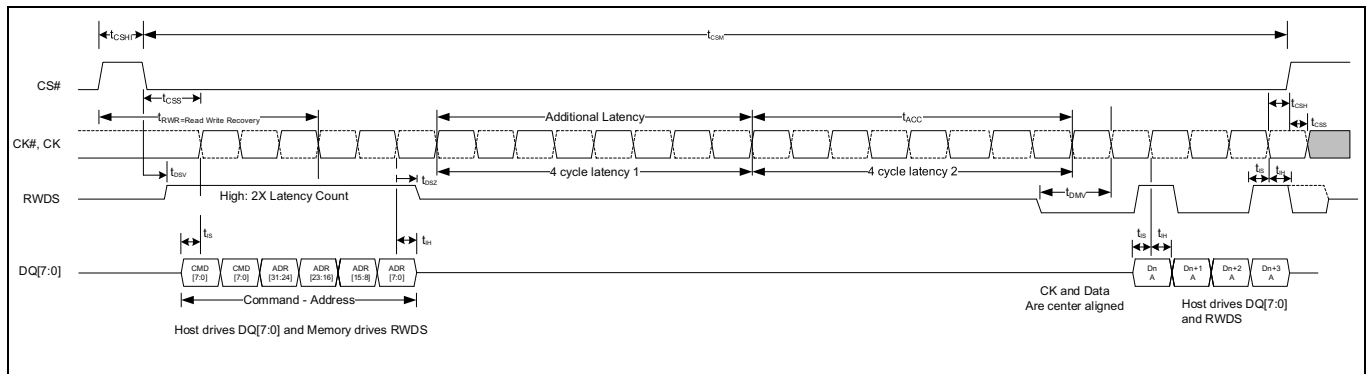 tCSHI
tCSM
CS#
tCSS
tCSH
tRWR=Read Write Recovery
Additional Latency
tACC
tCSS
CK#, CK
tDSV
tDSZ
4 cycle latency 1
4 cycle latency 2
tIS
tIH
High: 2X Latency Count
tDMV
RWDS
tIS
tIH
tIS
tIH
DQ[7:0]
CMD
[7:0]
CMD
[7:0]
ADR
[31:24]
ADR
[23:16]
ADR
[15:8]
ADR
[7:0]
Dn
A
Dn+1
A
Dn+2
A
Dn+3
A
Command - Address
CK and Data
Are center aligned
Host drives DQ[7:0]
and RWDS
Host drives DQ[7:0] and Memory drives RWDS